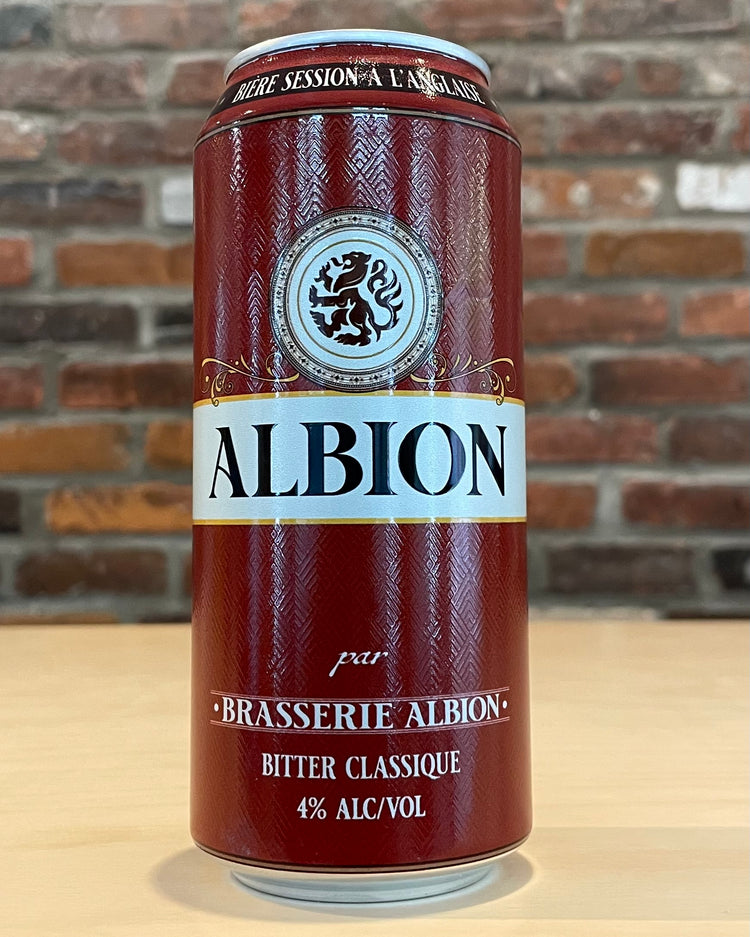 BIÈRE SESSION À L'ANGLAISE
ALBION
par
• BRASSERIE ALBION •
BITTER CLASSIQUE
4% ALC/VOL